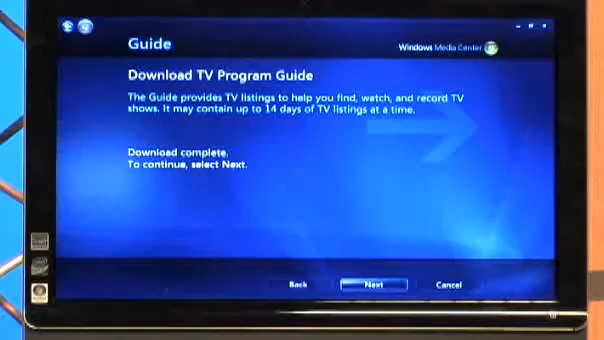 Guide
Windows Media Center
Download TV Program Guide
The Guide provides TV listings to help you find, watch, and record TV
shows. It may contain up to 14 days of TV listings at a time.
Download complete.
To continue, select Next.
Back
Next
Cancel